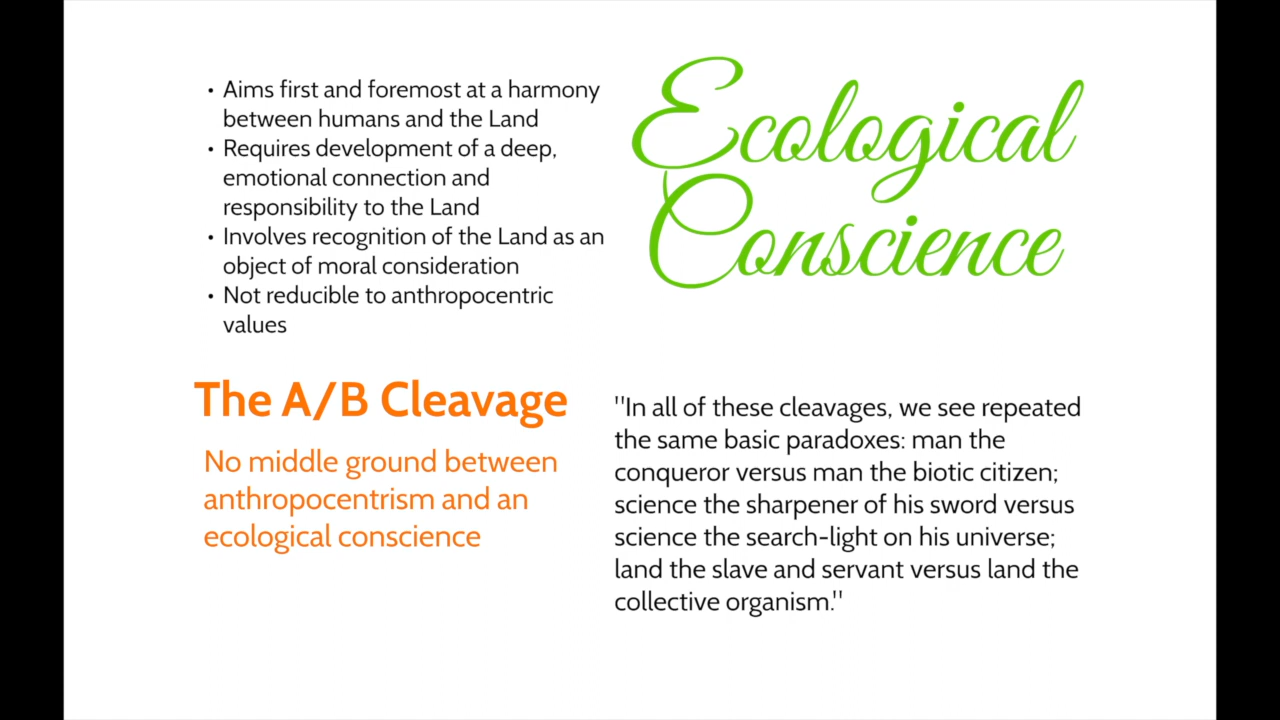 Ecological
Conscience
• Aims first and foremost at a harmony
between humans and the Land
• Requires development of a deep,
emotional connection and
responsibility to the Land
• Involves recognition of the Land as an
object of moral consideration
• Not reducible to anthropocentric
values
The A/B Cleavage
No middle ground between
anthropocentrism and an
ecological conscience
"In all of these cleavages, we see repeated
the same basic paradoxes: man the
conqueror versus man the biotic citizen;
science the sharpener of his sword versus
science the search-light on his universe;
land the slave and servant versus land the
collective organism."